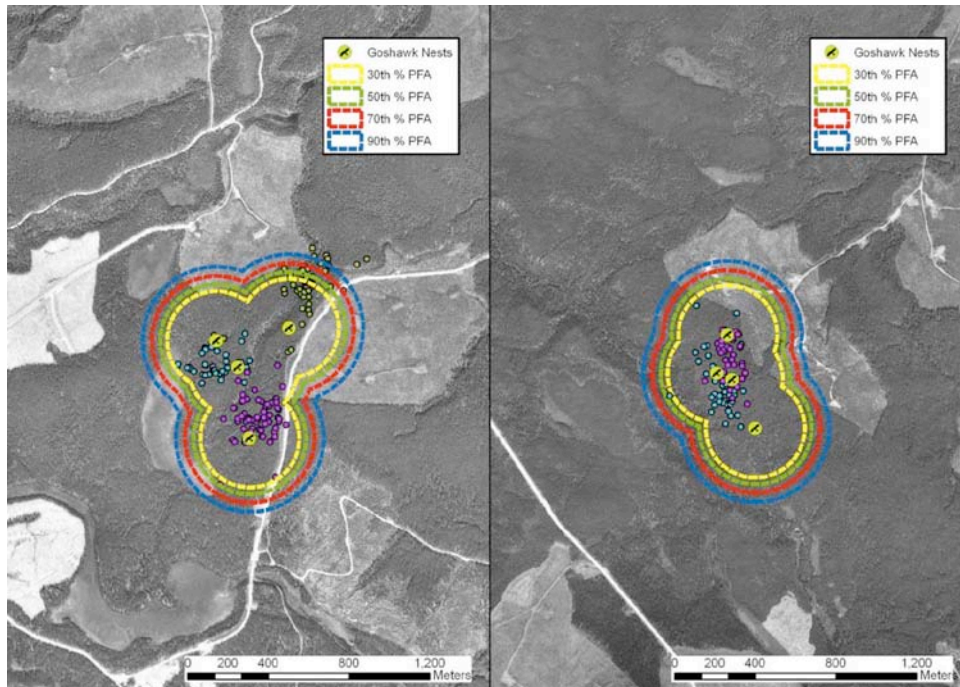 Goshawk Nests
30th % PFA
50th % PFA
70th % PFA
90th % PFA
0 200 400 800 1,200
Meters
Goshawk Nests
30th % PFA
50th % PFA
70th % PFA
90th % PFA
0 200 400 800 1,200
Meters